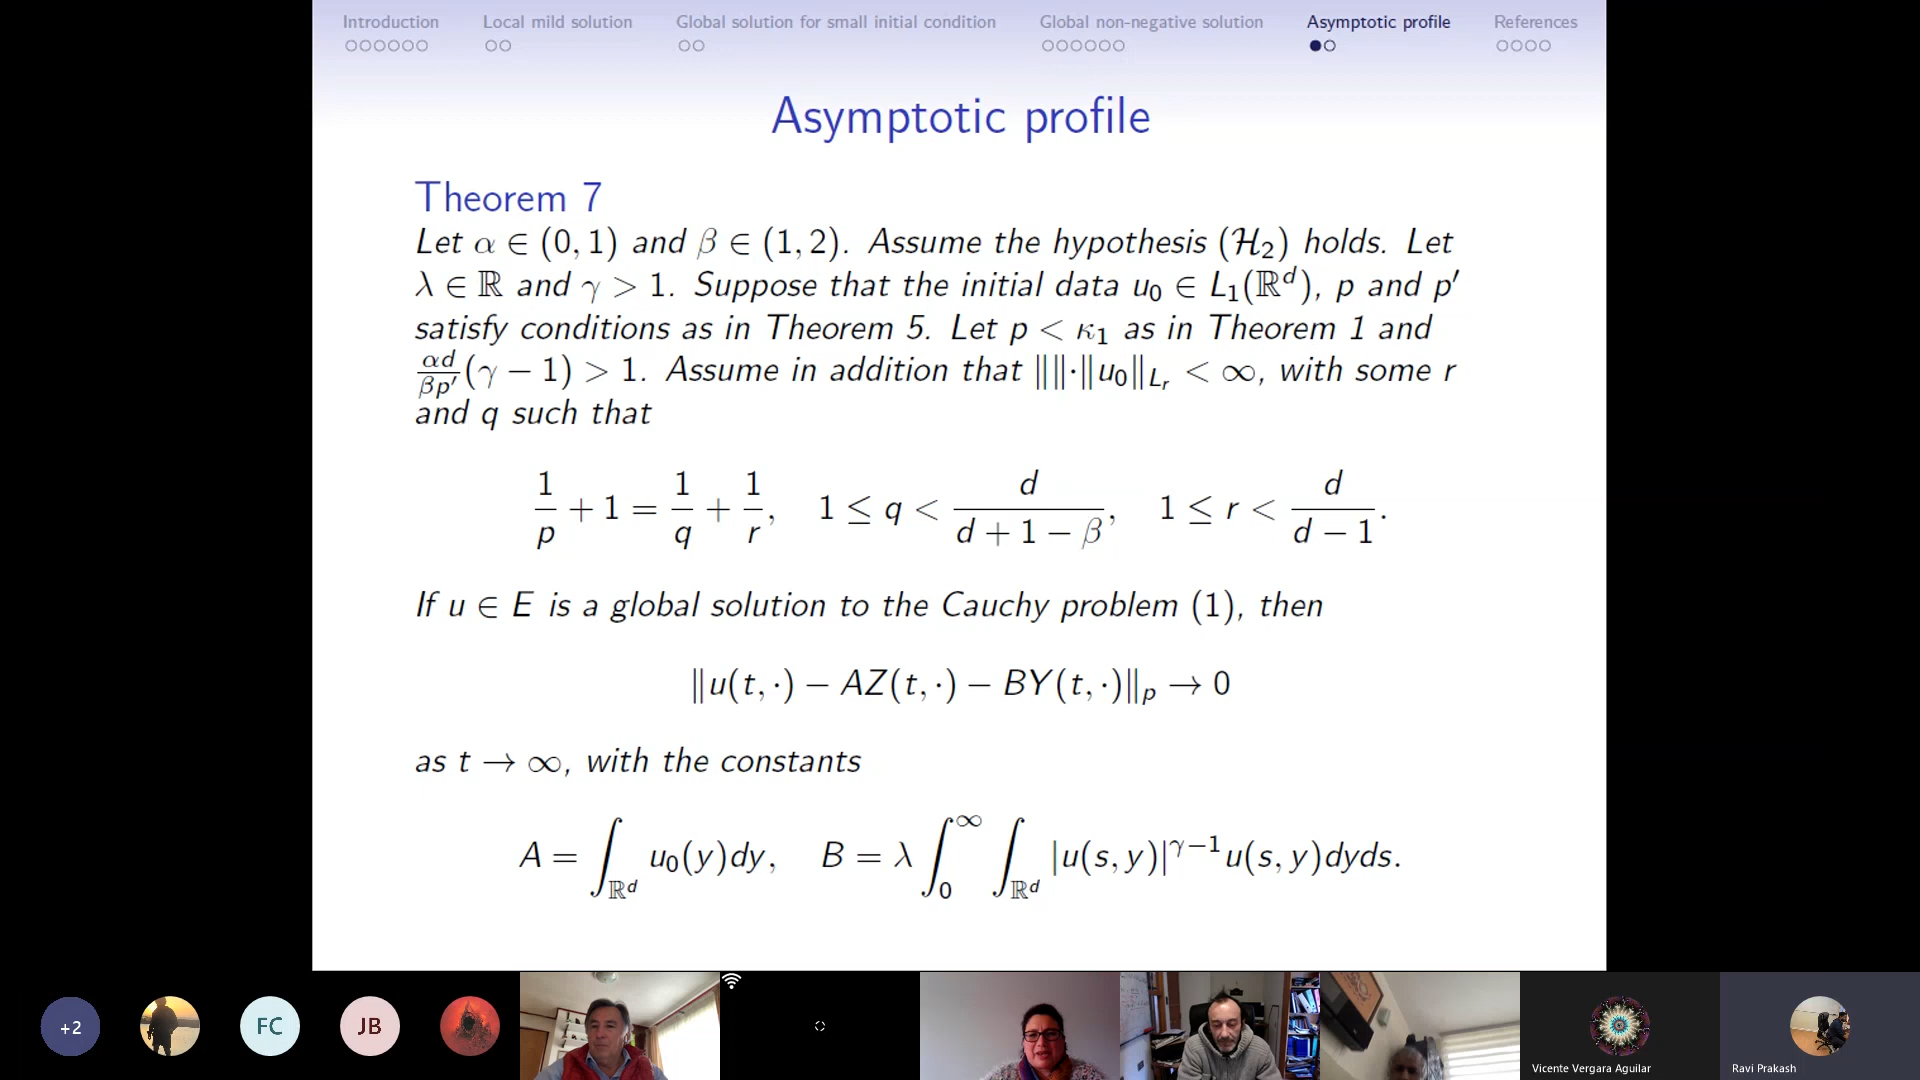 Introduction Local mild solution Global solution for small initial condition Global non-negative solution Asymptotic profile References
Asymptotic profile
Theorem 7
Let α ∈ (0, 1) and β ∈ (1, 2). Assume the hypothesis (ℋ₂) holds. Let
λ ∈ ℝ and γ > 1. Suppose that the initial data u₀ ∈ L₁(ℝᵈ), p and p′
satisfy conditions as in Theorem 5. Let p < κ₁ as in Theorem 1 and
αd/βp′ (γ − 1) > 1. Assume in addition that ‖‖·‖u₀‖_{L_r} < ∞, with some r
and q such that
1/p + 1 = 1/q + 1/r, 1 ≤ q < d/(d + 1 − β), 1 ≤ r < d/(d − 1).
If u ∈ E is a global solution to the Cauchy problem (1), then
‖u(t, ·) − AZ(t, ·) − BY(t, ·)‖_p → 0
as t → ∞, with the constants
A = ∫_{ℝᵈ} u₀(y)dy, B = λ ∫₀^∞ ∫_{ℝᵈ} |u(s, y)|^{γ−1} u(s, y)dyds.
+2 FC JB
Vicente Vergara Aguilar Ravi Prakash